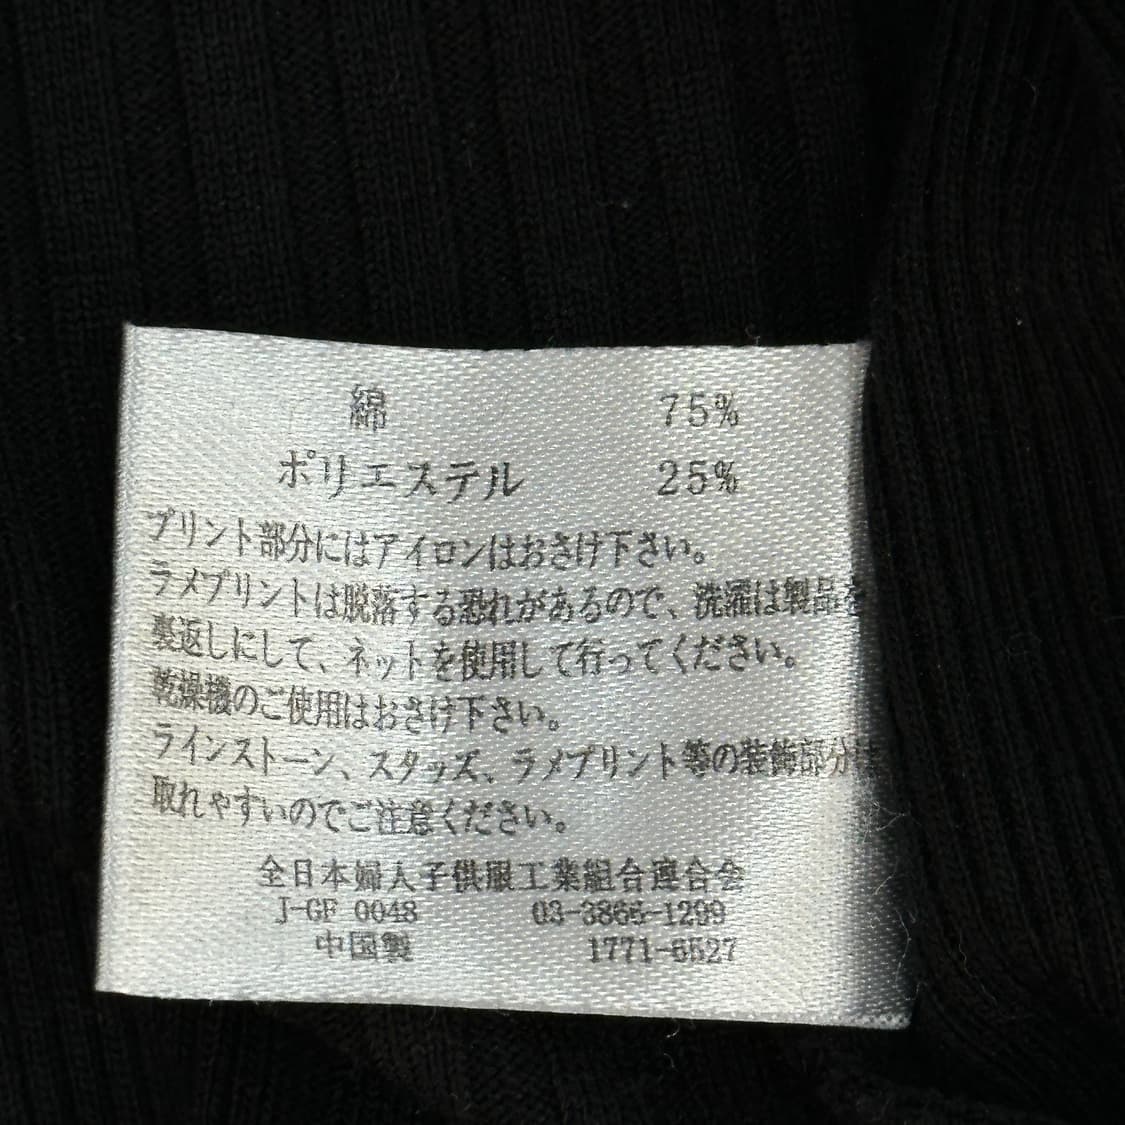 綿 75%
ポリエステル 25%
プリント部分にはアイロンはおさけ下さい。
ラメプリントは脱落する恐れがあるので、洗濯は製品を
裏返しにして、ネットを使用して行ってください。
乾燥機のご使用はおさけ下さい。
ラインストーン、スタッズ、ラメプリント等の装飾部分は
取れやすいのでご注意ください。
全日本婦人子供服工業組合連合会
J-GF 0048 03-3866-1299
中国製 1771-6527